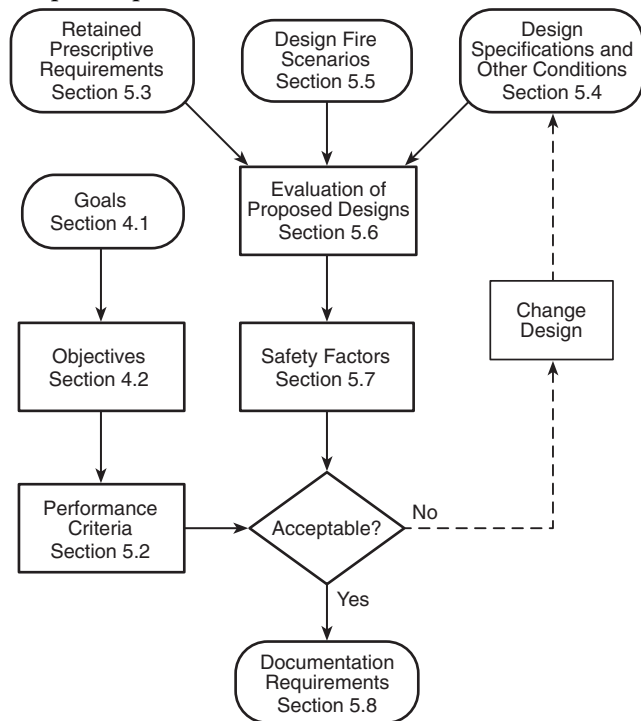 Retained
Prescriptive
Requirements
Section 5.3
Design Fire
Scenarios
Section 5.5
Design
Specifications and
Other Conditions
Section 5.4
Goals
Section 4.1
Evaluation of
Proposed Designs
Section 5.6
Change
Design
Objectives
Section 4.2
Safety Factors
Section 5.7
Performance
Criteria
Section 5.2
Acceptable?
No
Yes
Documentation
Requirements
Section 5.8